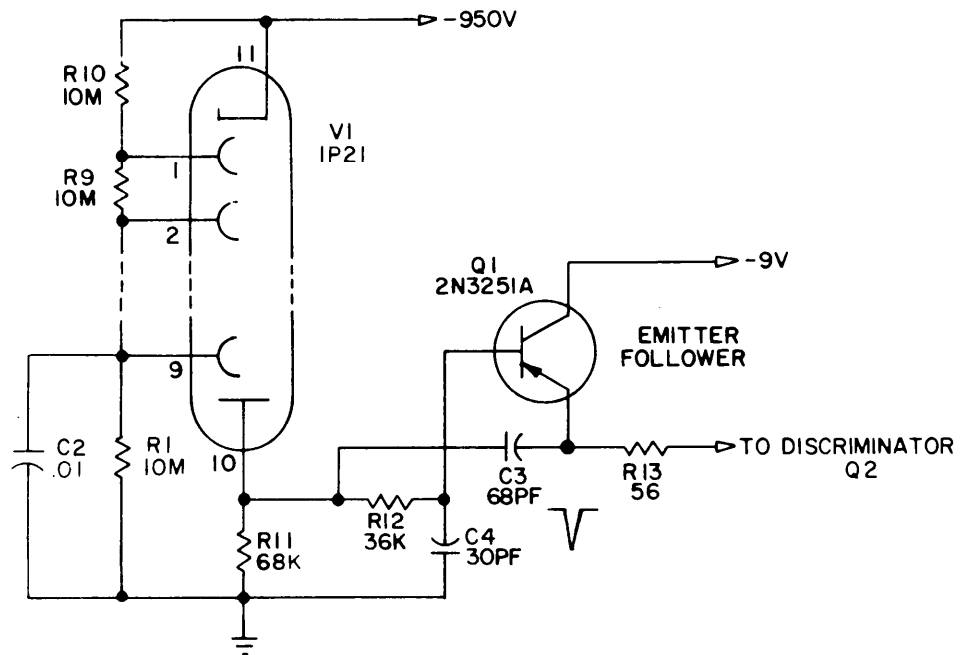 -950V
11
R10
10M
V1
1P21
1
R9
10M
2
Q1
2N3251A
-9V
EMITTER
FOLLOWER
9
C2
.01
R1
10M
10
C3
68PF
R13
56
TO DISCRIMINATOR
Q2
R12
36K
R11
68K
C4
30PF